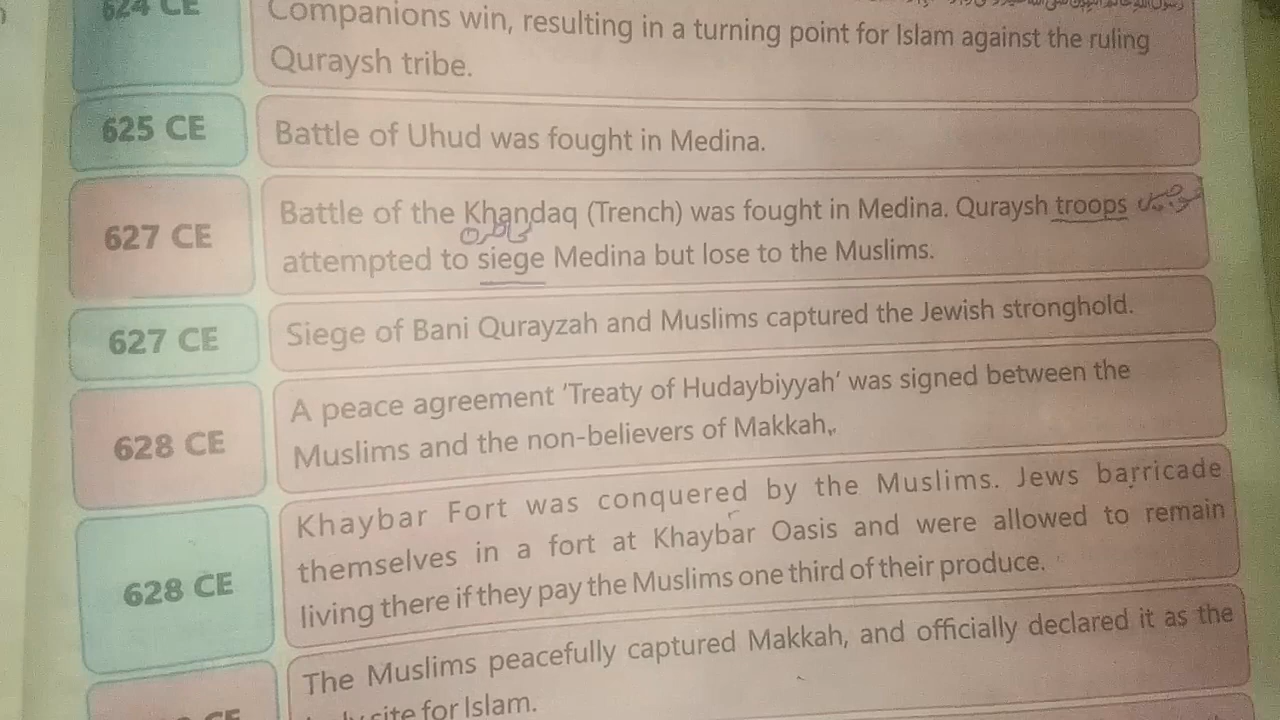 624 CE
Companions win, resulting in a turning point for Islam against the ruling
Quraysh tribe.
625 CE
Battle of Uhud was fought in Medina.
627 CE
Battle of the Khandaq (Trench) was fought in Medina. Quraysh troops
attempted to siege Medina but lose to the Muslims.
627 CE
Siege of Bani Qurayzah and Muslims captured the Jewish stronghold.
628 CE
A peace agreement ‘Treaty of Hudaybiyyah’ was signed between the
Muslims and the non-believers of Makkah,.
628 CE
Khaybar Fort was conquered by the Muslims. Jews barricade
themselves in a fort at Khaybar Oasis and were allowed to remain
living there if they pay the Muslims one third of their produce.
CE
The Muslims peacefully captured Makkah, and officially declared it as the
site for Islam.